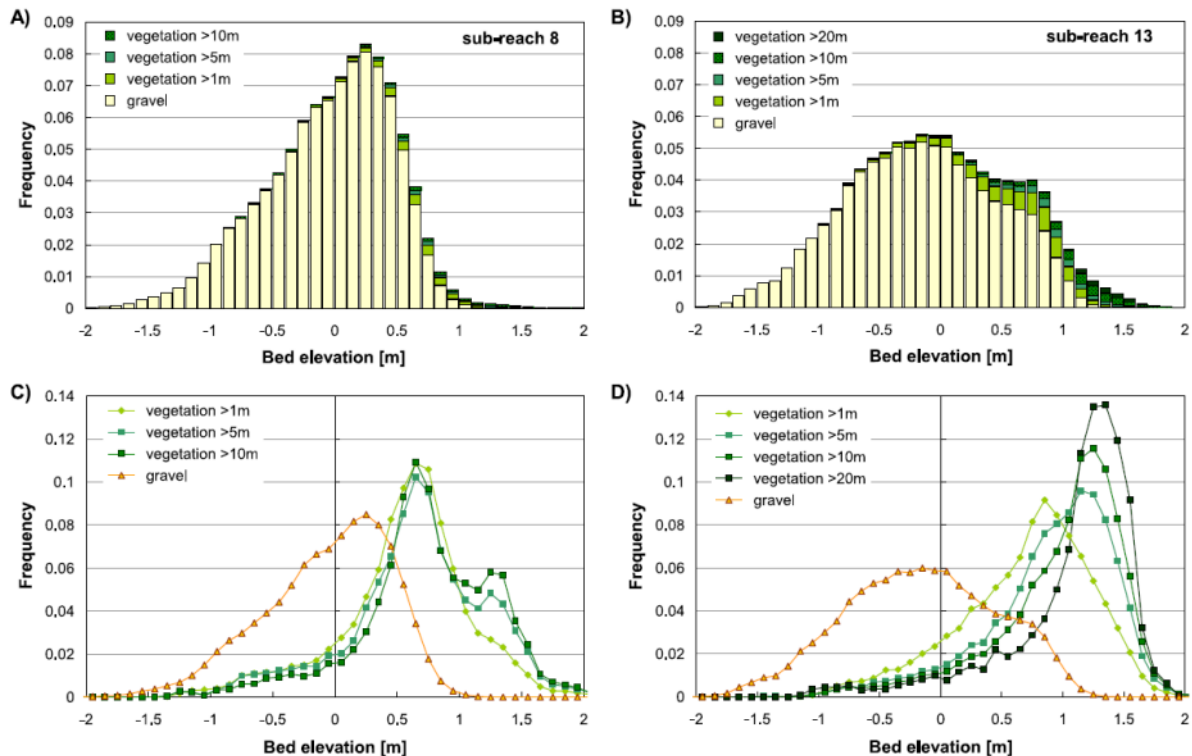 A)
0.09
0.08
0.07
0.06
0.05
0.04
0.03
0.02
0.01
0
Frequency
vegetation >10m
vegetation >5m
vegetation >1m
gravel
sub-reach 8
-2 -1.5 -1 -0.5 0 0.5 1 1.5 2
Bed elevation [m]
B)
0.09
0.08
0.07
0.06
0.05
0.04
0.03
0.02
0.01
0
Frequency
vegetation >20m
vegetation >10m
vegetation >5m
vegetation >1m
gravel
sub-reach 13
-2 -1.5 -1 -0.5 0 0.5 1 1.5 2
Bed elevation [m]
C)
0.14
0.12
0.1
0.08
0.06
0.04
0.02
0
Frequency
vegetation >1m
vegetation >5m
vegetation >10m
gravel
-2 -1.5 -1 -0.5 0 0.5 1 1.5 2
Bed elevation [m]
D)
0.14
0.12
0.1
0.08
0.06
0.04
0.02
0
Frequency
vegetation >1m
vegetation >5m
vegetation >10m
vegetation >20m
gravel
-2 -1.5 -1 -0.5 0 0.5 1 1.5 2
Bed elevation [m]